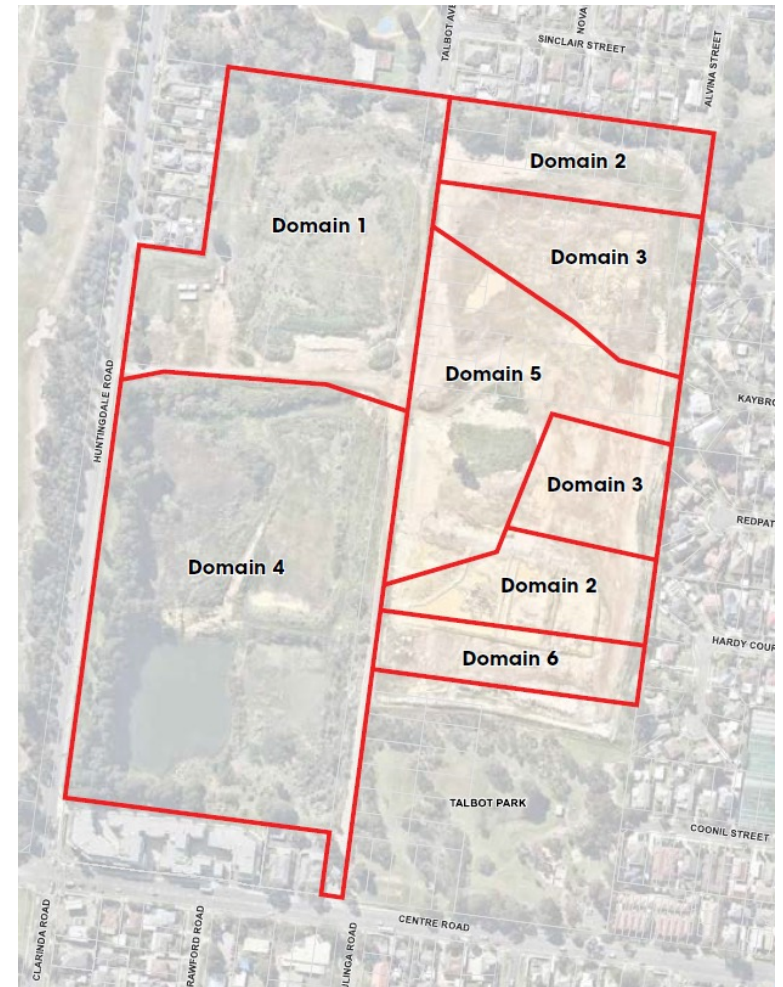 TALBOT AVE
NOVA
SINCLAIR STREET
ALVINA STREET
Domain 2
Domain 1
Domain 3
Domain 5
HUNTINGDALE ROAD
KAYBRO
Domain 3
REDPAT
Domain 4
Domain 2
HARDY COUR
Domain 6
TALBOT PARK
COONIL STREET
CENTRE ROAD
CLARINDA ROAD
RAWFORD ROAD
ULINGA ROAD